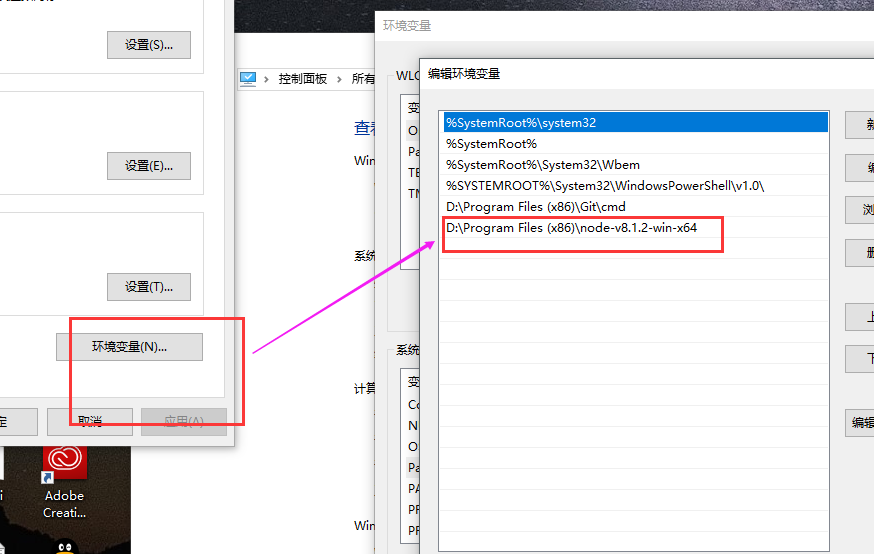 设置(S)...
设置(E)...
设置(T)...
环境变量(N)...
取消
应用(A)
Adobe
Creati...
控制面板
所有
环境变量
编辑环境变量
%SystemRoot%\system32
%SystemRoot%
%SystemRoot%\System32\Wbem
%SYSTEMROOT%\System32\WindowsPowerShell\v1.0\
D:\Program Files (x86)\Git\cmd
D:\Program Files (x86)\node-v8.1.2-win-x64
WLC
变
O
Pa
TE
TM
系统
变
Co
N
O
Pa
PA
PR
PR
查看
Win
系统
计算
Win
新
编
浏
删
上
下
编辑